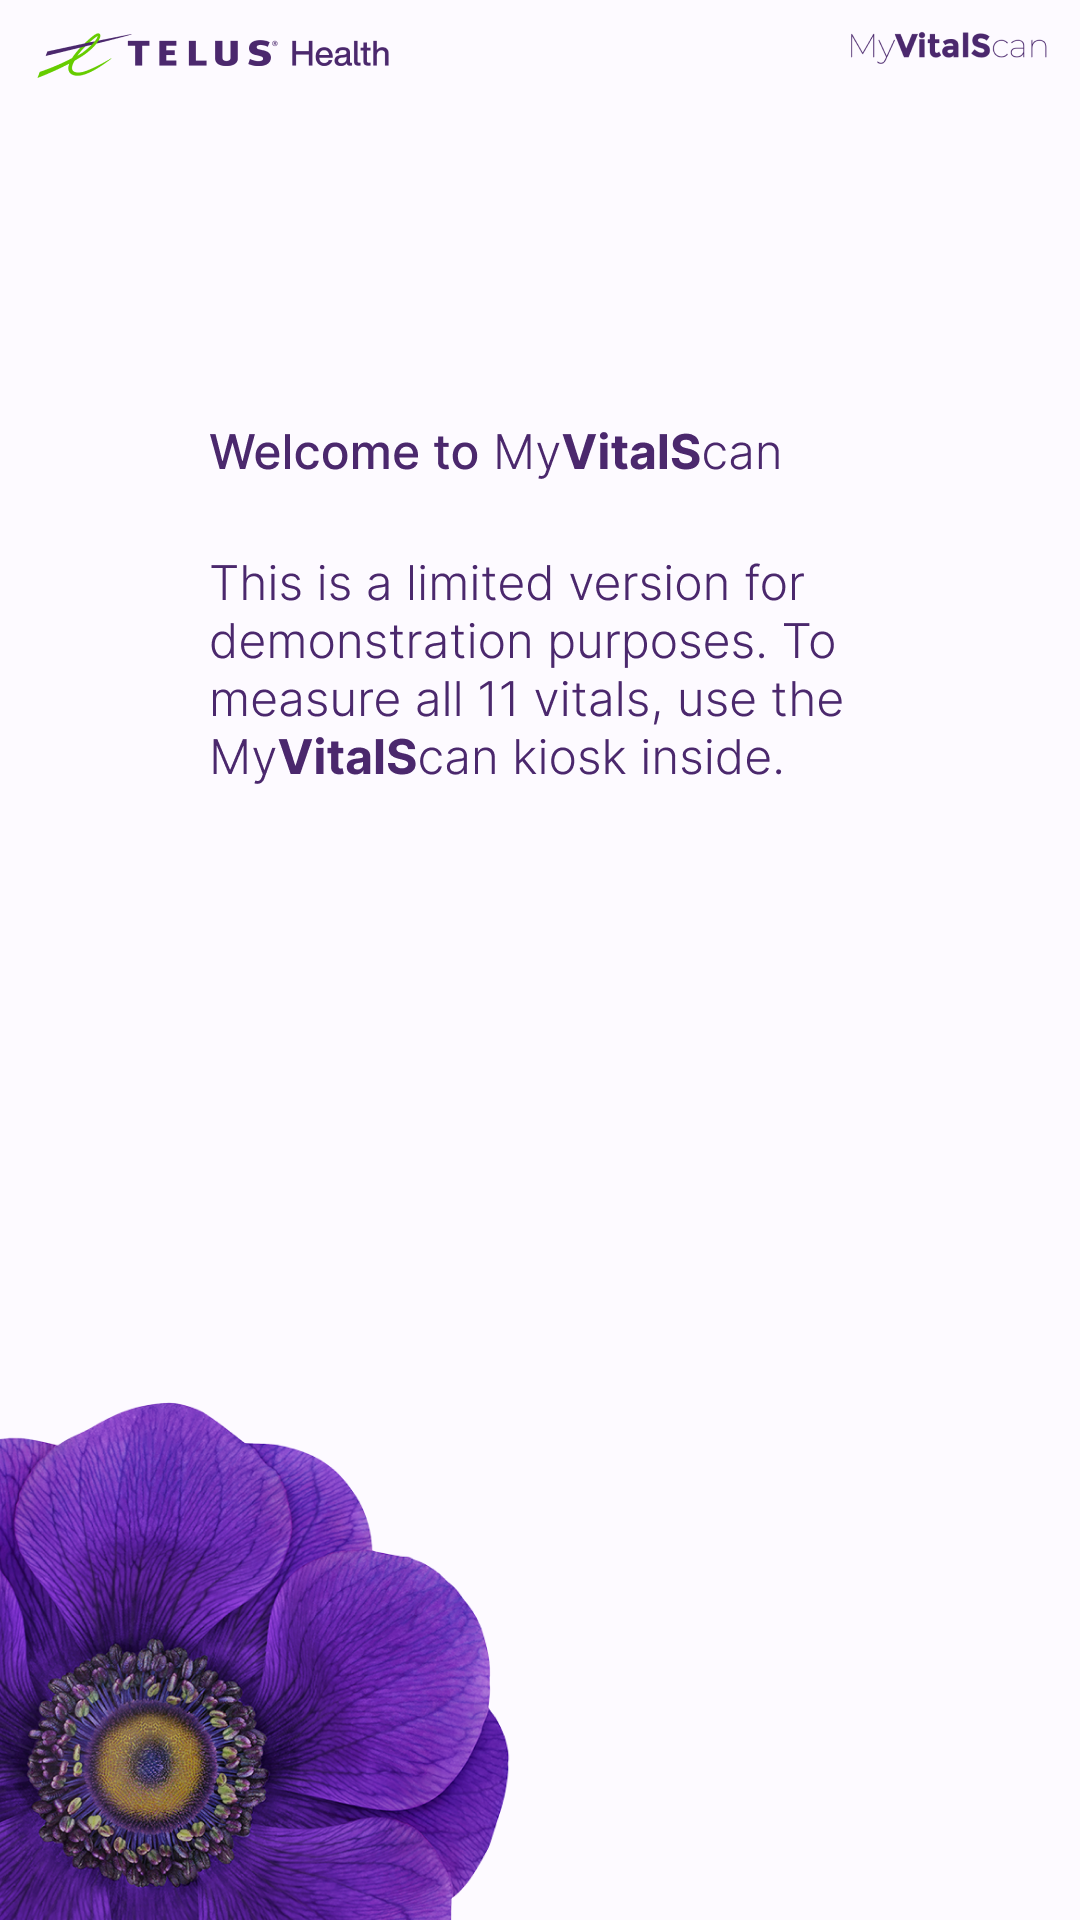 TELUS® Health
MyVitalScan
Welcome to MyVitalScan
This is a limited version for
demonstration purposes. To
measure all 11 vitals, use the
MyVitalScan kiosk inside.